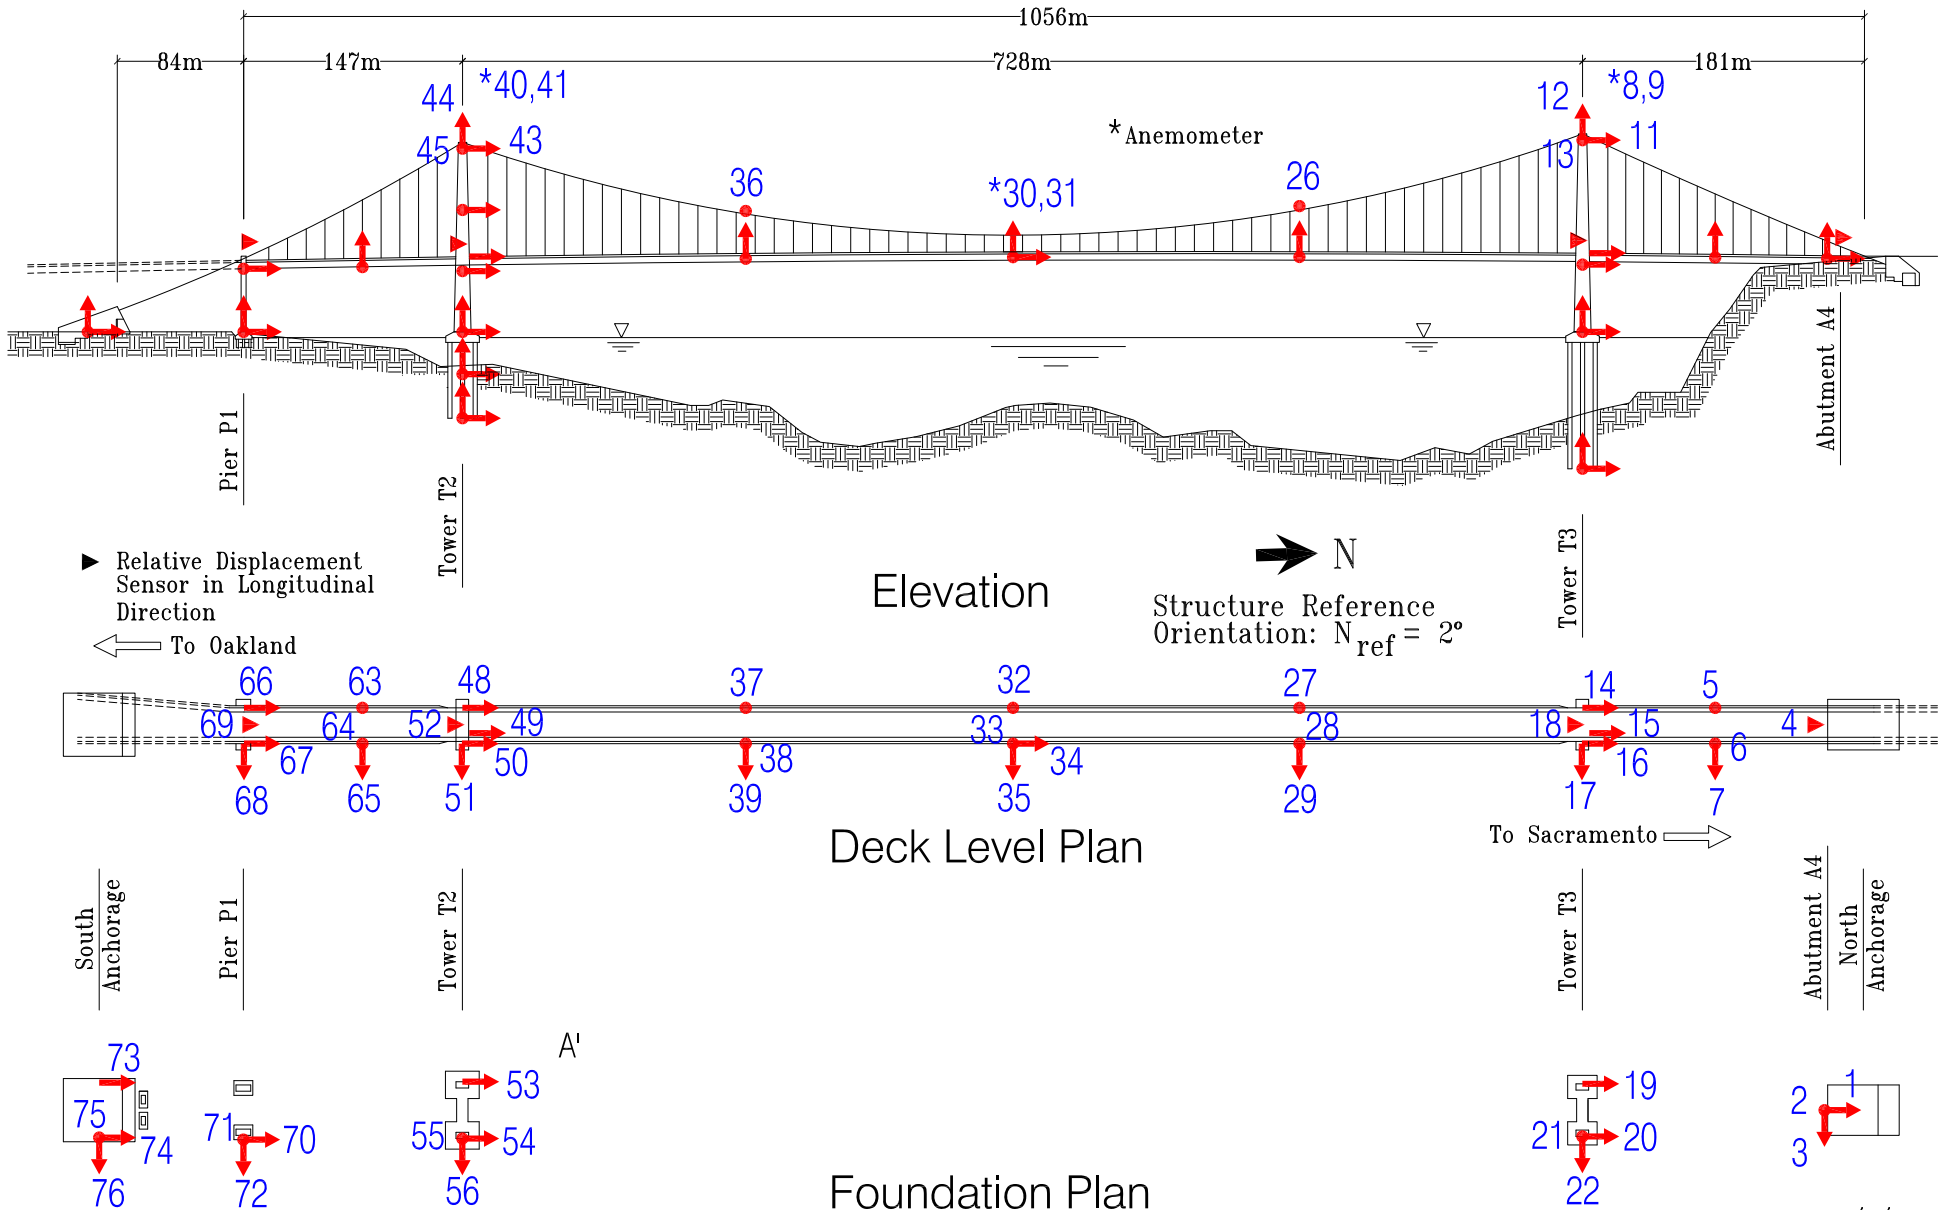 1056m
84m
147m
728m
181m
44
*40,41
12
*8,9
45
43
*Anemometer
13
11
36
*30,31
26
Pier P1
Tower T2
Tower T3
Abutment A4
Relative Displacement
Sensor in Longitudinal
Direction
To Oakland
Elevation
N
Structure Reference
Orientation: Nref = 2°
66
63
48
37
32
27
14
5
69
64
52
49
33
28
18
15
4
67
50
38
34
16
6
68
65
51
39
35
29
17
7
Deck Level Plan
To Sacramento
South
Anchorage
Pier P1
Tower T2
Tower T3
Abutment A4
North
Anchorage
A'
73
53
19
1
75
71
2
74
70
55
54
21
20
3
76
72
56
22
Foundation Plan